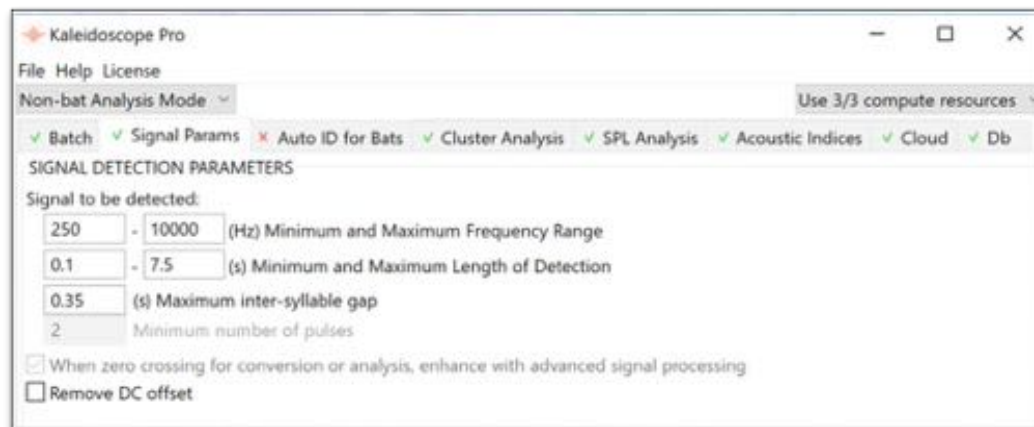 Kaleidoscope Pro
File Help License
Non-bat Analysis Mode Use 3/3 compute resources
Batch Signal Params Auto ID for Bats Cluster Analysis SPL Analysis Acoustic Indices Cloud Db
SIGNAL DETECTION PARAMETERS
Signal to be detected:
250 - 10000 (Hz) Minimum and Maximum Frequency Range
0.1 - 7.5 (s) Minimum and Maximum Length of Detection
0.35 (s) Maximum inter-syllable gap
2 Minimum number of pulses
When zero crossing for conversion or analysis, enhance with advanced signal processing
Remove DC offset